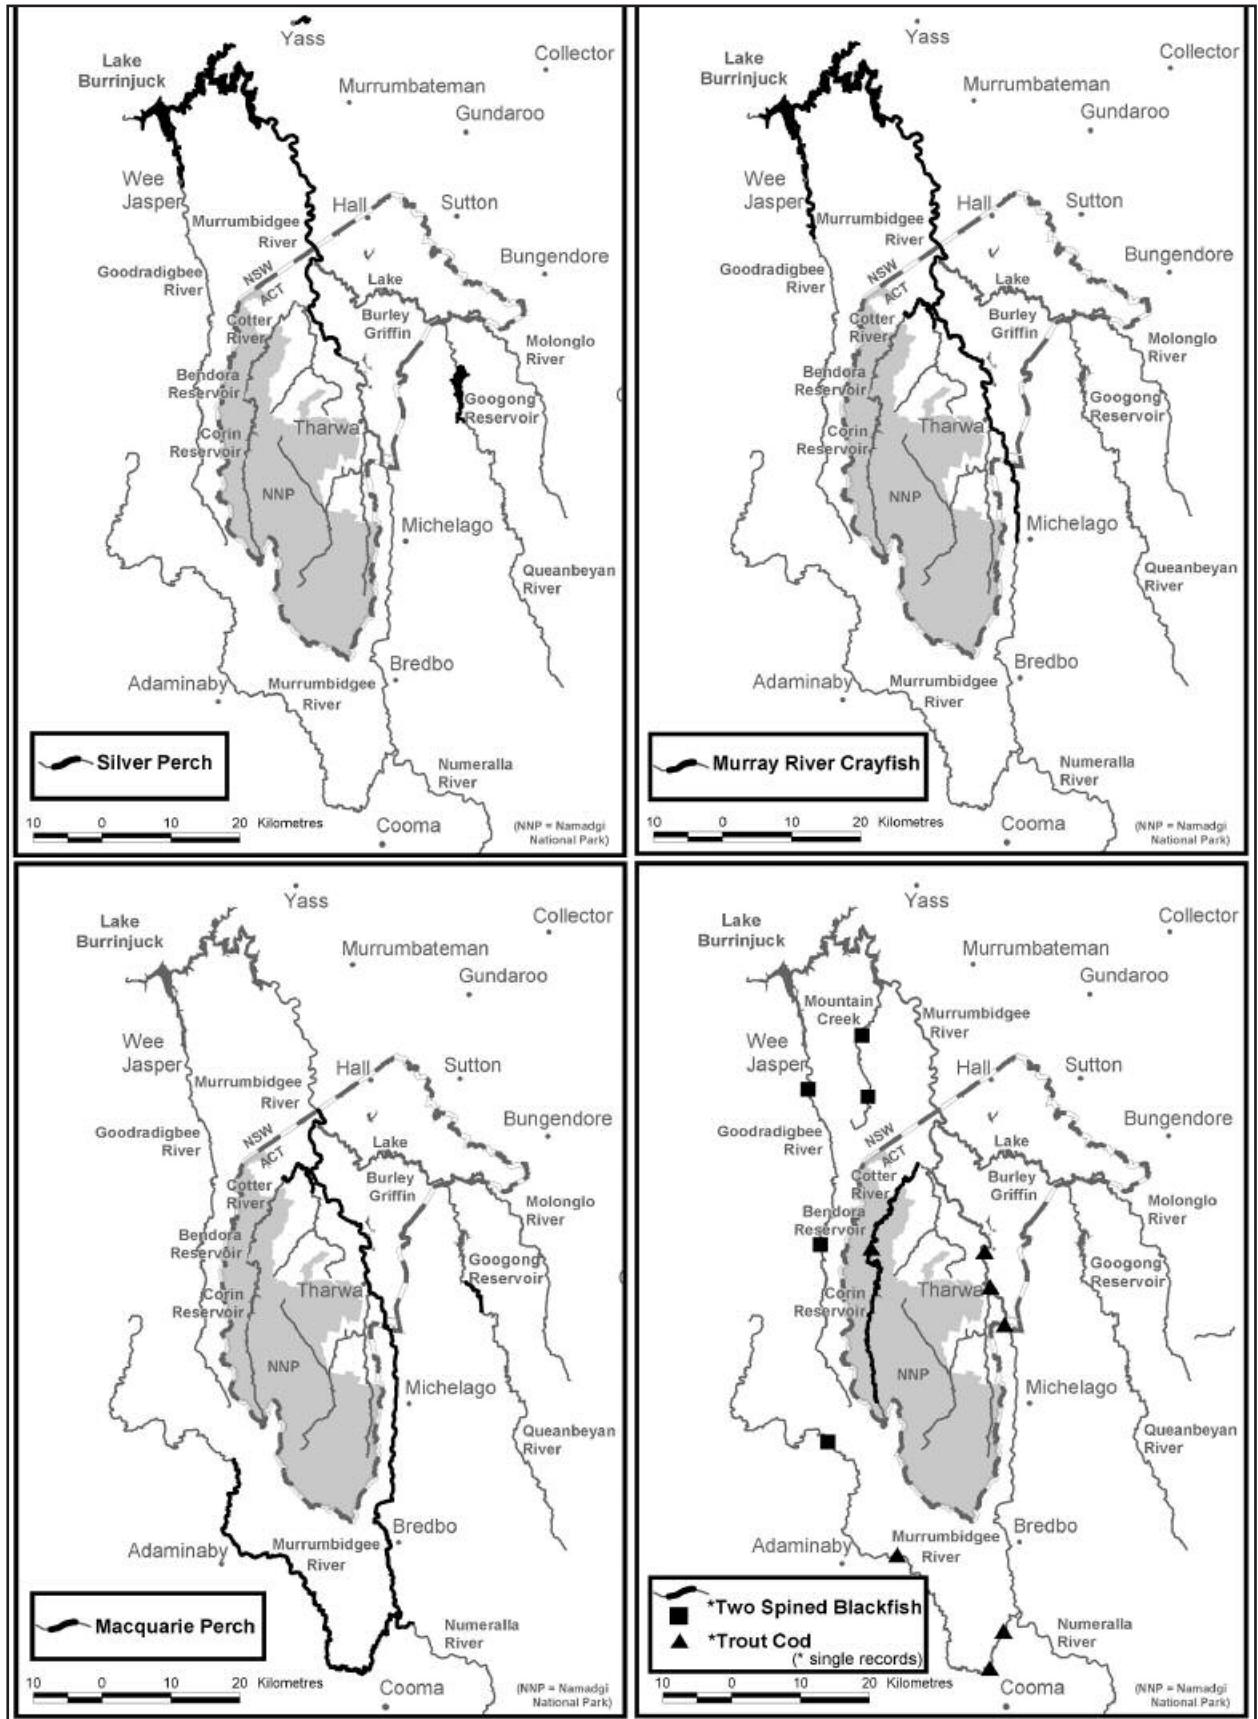 Yass
Collector
Lake
Burrinjuck
Murrumbateman
Gundaroo
Wee
Jasper
Hall
Sutton
Murrumbidgee
River
Bungendore
Goodradigbee
River
NSW
ACT
Lake
Burley
Griffin
Cotter
River
Molonglo
River
Bendora
Reservoir
Googong
Reservoir
Tharwa
Corin
Reservoir
NNP
Michelago
Queanbeyan
River
Bredbo
Adaminaby
Murrumbidgee
River
Silver Perch
Numeralla
River
10 0 10 20 Kilometres
Cooma
(NNP = Namadgi
National Park)
Yass
Collector
Lake
Burrinjuck
Murrumbateman
Gundaroo
Wee
Jasper
Hall
Sutton
Murrumbidgee
River
Bungendore
Goodradigbee
River
NSW
ACT
Lake
Burley
Griffin
Cotter
River
Molonglo
River
Bendora
Reservoir
Googong
Reservoir
Tharwa
Corin
Reservoir
NNP
Michelago
Queanbeyan
River
Bredbo
Adaminaby
Murrumbidgee
River
Murray River Crayfish
Numeralla
River
10 0 10 20 Kilometres
Cooma
(NNP = Namadgi
National Park)
Yass
Collector
Lake
Burrinjuck
Murrumbateman
Gundaroo
Wee
Jasper
Hall
Sutton
Murrumbidgee
River
Bungendore
Goodradigbee
River
NSW
ACT
Lake
Burley
Griffin
Cotter
River
Molonglo
River
Bendora
Reservoir
Googong
Reservoir
Tharwa
Corin
Reservoir
NNP
Michelago
Queanbeyan
River
Bredbo
Adaminaby
Murrumbidgee
River
Macquarie Perch
Numeralla
River
10 0 10 20 Kilometres
Cooma
(NNP = Namadgi
National Park)
Yass
Collector
Lake
Burrinjuck
Murrumbateman
Gundaroo
Mountain
Creek
Murrumbidgee
River
Wee
Jasper
Hall
Sutton
Bungendore
Goodradigbee
River
NSW
ACT
Lake
Burley
Griffin
Cotter
River
Molonglo
River
Bendora
Reservoir
Googong
Reservoir
Tharwa
Corin
Reservoir
NNP
Michelago
Queanbeyan
River
Bredbo
Adaminaby
Murrumbidgee
River
*Two Spined Blackfish
*Trout Cod
(* single records)
Numeralla
River
10 0 10 20 Kilometres
Cooma
(NNP = Namadgi
National Park)